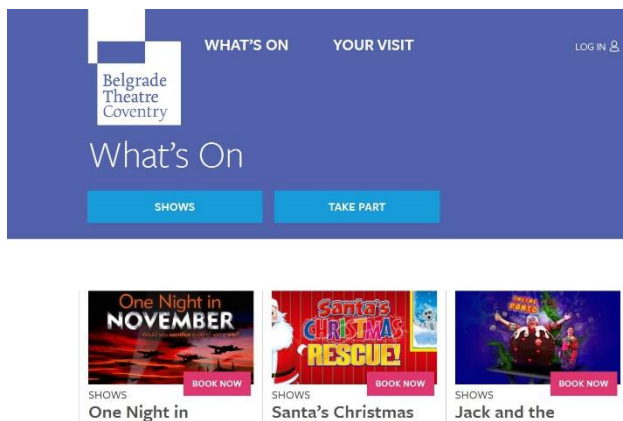 WHAT'S ON
YOUR VISIT
LOG IN
Belgrade
Theatre
Coventry
What's On
SHOWS
TAKE PART
One Night in
NOVEMBER
BOOK NOW
SHOWS
One Night in
Santa's
CHRISTMAS
RESCUE!
BOOK NOW
SHOWS
Santa's Christmas
ONLINE
PANTO
BOOK NOW
SHOWS
Jack and the